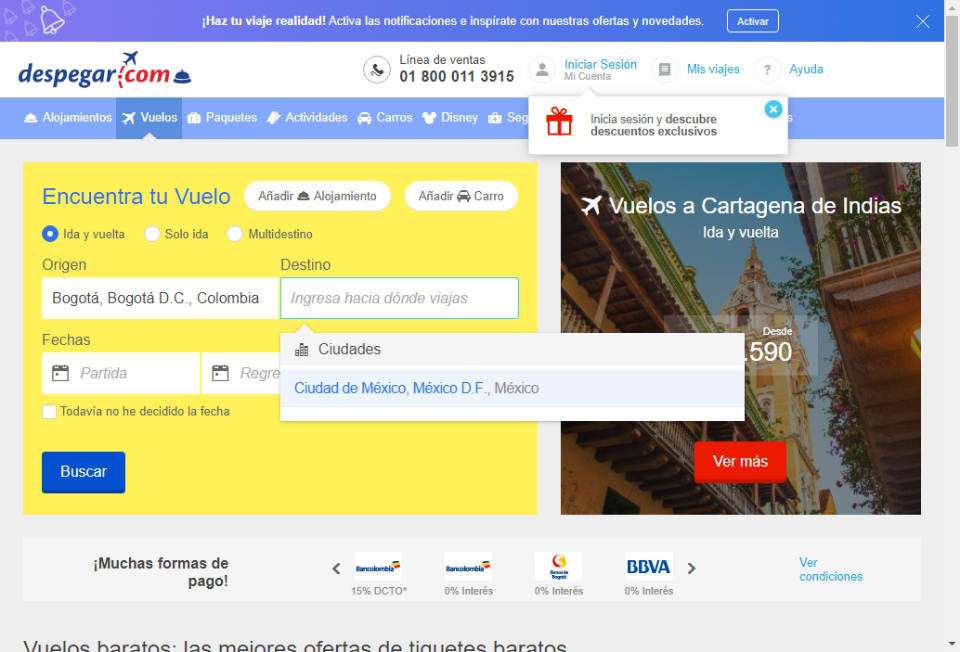 ¡Haz tu viaje realidad! Activa las notificaciones e inspírate con nuestras ofertas y novedades.
Activar
despegar.com
Línea de ventas
01 800 011 3915
Iniciar Sesión
Mi Cuenta
Mis viajes
?
Ayuda
Alojamientos
Vuelos
Paquetes
Actividades
Carros
Disney
Seg
s
Inicia sesión y descubre
descuentos exclusivos
Encuentra tu Vuelo
Añadir Alojamiento
Añadir Carro
Ida y vuelta
Solo ida
Multidestino
Origen
Destino
Bogotá, Bogotá D.C., Colombia
Ingresa hacia dónde viajas
Fechas
Partida
Regre
Ciudades
Ciudad de México, México D.F., México
Todavía no he decidido la fecha
Buscar
Vuelos a Cartagena de Indias
Ida y vuelta
Desde
.590
Ver más
¡Muchas formas de
pago!
Bancolombia
15% DCTO*
Bancolombia
0% Interés
Banco de
Bogotá
0% Interés
BBVA
0% Interés
Ver
condiciones
Vuelos baratos: las mejores ofertas de tiquetes baratos